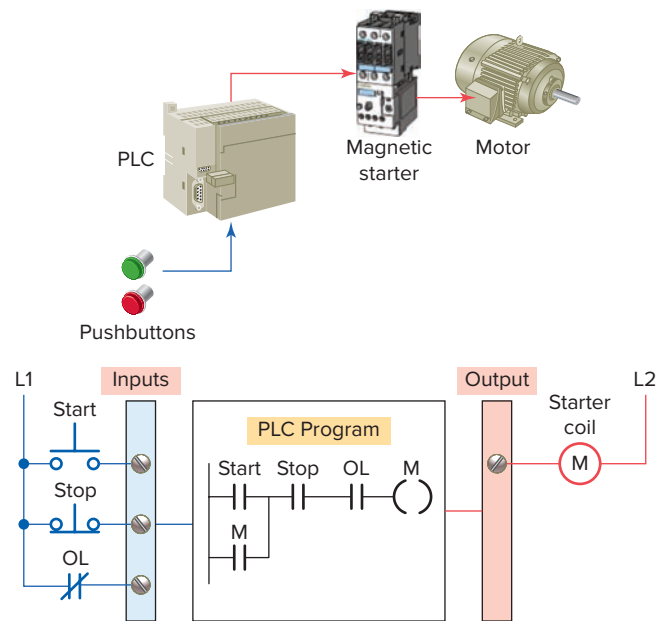 PLC
Magnetic
starter
Motor
Pushbuttons
L1
Inputs
Output
L2
Start
Stop
OL
PLC Program
Start Stop OL M
M
Starter
coil
M